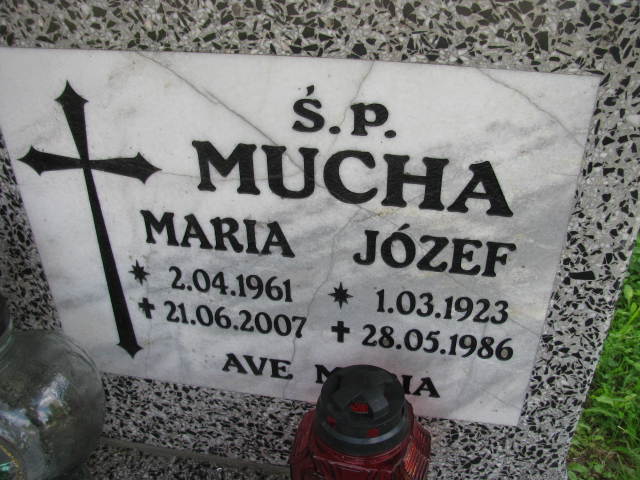 Ś.P.
MUCHA
MARIA JÓZEF
2.04.1961 1.03.1923
21.06.2007 28.05.1986
AVE